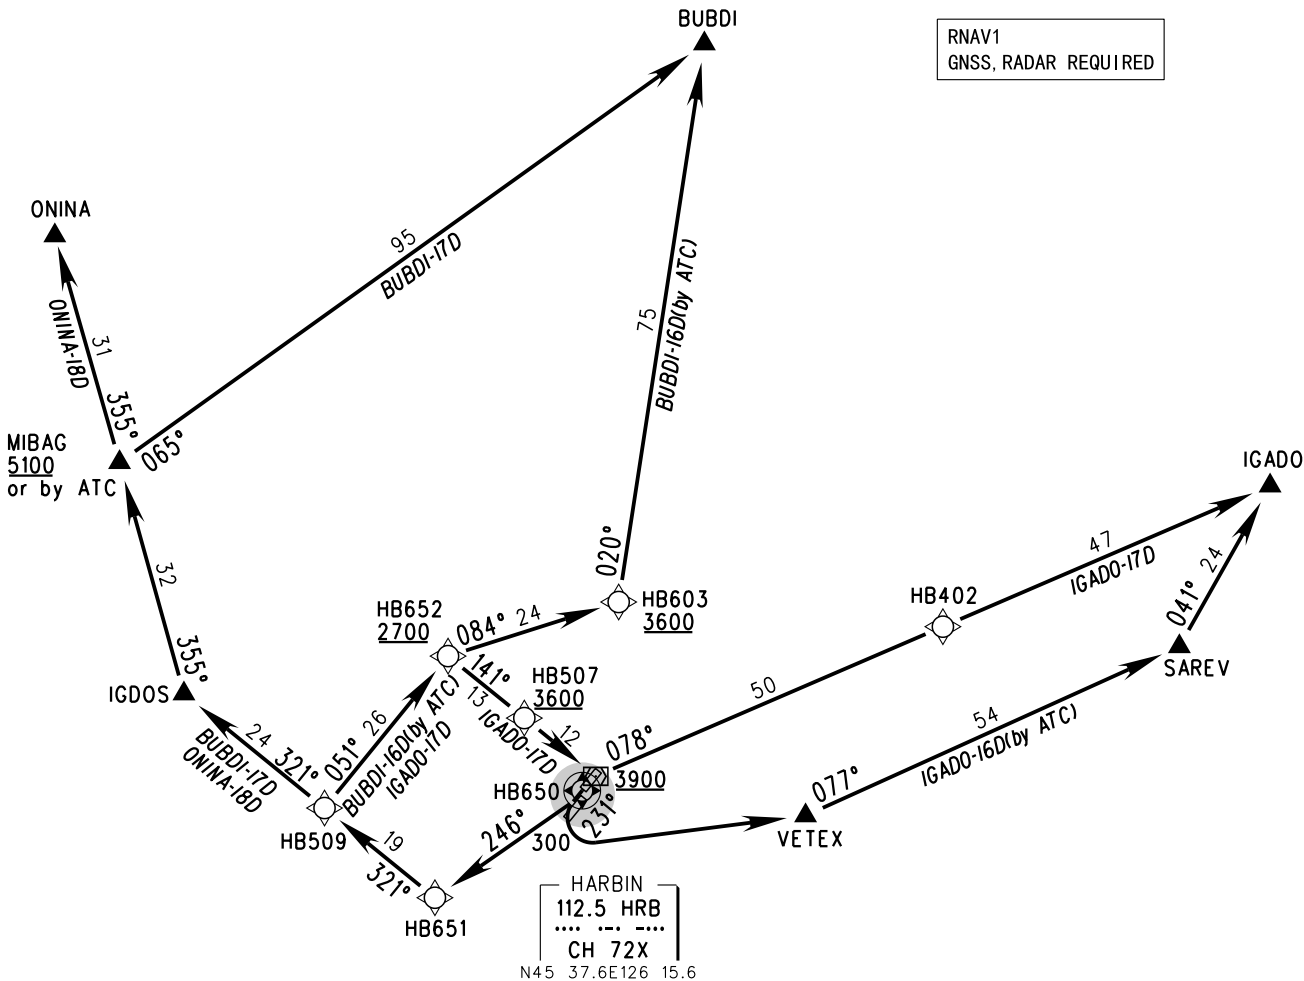 BUBDI
RNAV1
GNSS, RADAR REQUIRED
ONINA
95
BUBDI-17D
75
BUBDI-16D(by ATC)
ONINA-18D
31
355°
065°
MIBAG
5100
or by ATC
IGADO
47
IGADO-17D
24
041°
32
020°
HB603
3600
HB402
HB652
2700
084° 24
SAREV
355°
IGDOS
141°
13
HB507
3600
IGADO-17D
12
50
54
IGADO-16D(by ATC)
24 321°
BUBDI-17D
ONINA-18D
051° 26
BUBDI-16D(by ATC)
IGADO-17D
078°
3900
HB650
231°
077°
VETEX
HB509
19
321°
246°
300
HB651
HARBIN
112.5 HRB
.... .-. -...
CH 72X
N45 37.6E126 15.6